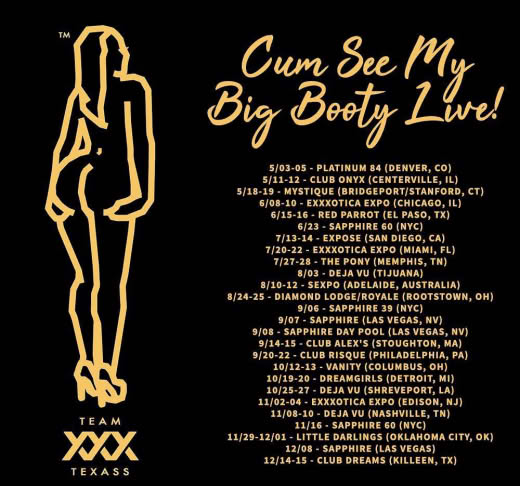 TM
Cum See My
Big Booty Live!
5/03-05 - PLATINUM 84 (DENVER, CO)
5/11-12 - CLUB ONYX (CENTERVILLE, IL)
5/18-19 - MYSTIQUE (BRIDGEPORT/STANFORD, CT)
6/08-10 - EXXXOTICA EXPO (CHICAGO, IL)
6/15-16 - RED PARROT (EL PASO, TX)
6/23 - SAPPHIRE 60 (NYC)
7/13-14 - EXPOSE (SAN DIEGO, CA)
7/20-22 - EXXXOTICA EXPO (MIAMI, FL)
7/27-28 - THE PONY (MEMPHIS, TN)
8/03 - DEJA VU (TIJUANA)
8/10-12 - SEXPO (ADELAIDE, AUSTRALIA)
8/24-25 - DIAMOND LODGE/ROYALE (ROOTSTOWN, OH)
9/06 - SAPPHIRE 39 (NYC)
9/07 - SAPPHIRE (LAS VEGAS, NV)
9/08 - SAPPHIRE DAY POOL (LAS VEGAS, NV)
9/14-15 - CLUB ALEX'S (STOUGHTON, MA)
9/20-22 - CLUB RISQUE (PHILADELPHIA, PA)
10/12-13 - VANITY (COLUMBUS, OH)
10/19-20 - DREAMGIRLS (DETROIT, MI)
10/25-27 - DEJA VU (SHREVEPORT, LA)
11/02-04 - EXXXOTICA EXPO (EDISON, NJ)
11/08-10 - DEJA VU (NASHVILLE, TN)
11/16 - SAPPHIRE 60 (NYC)
11/29-12/01 - LITTLE DARLINGS (OKLAHOMA CITY, OK)
12/08 - SAPPHIRE (LAS VEGAS)
12/14-15 - CLUB DREAMS (KILLEEN, TX)
TEAM
XXX
TEXASS